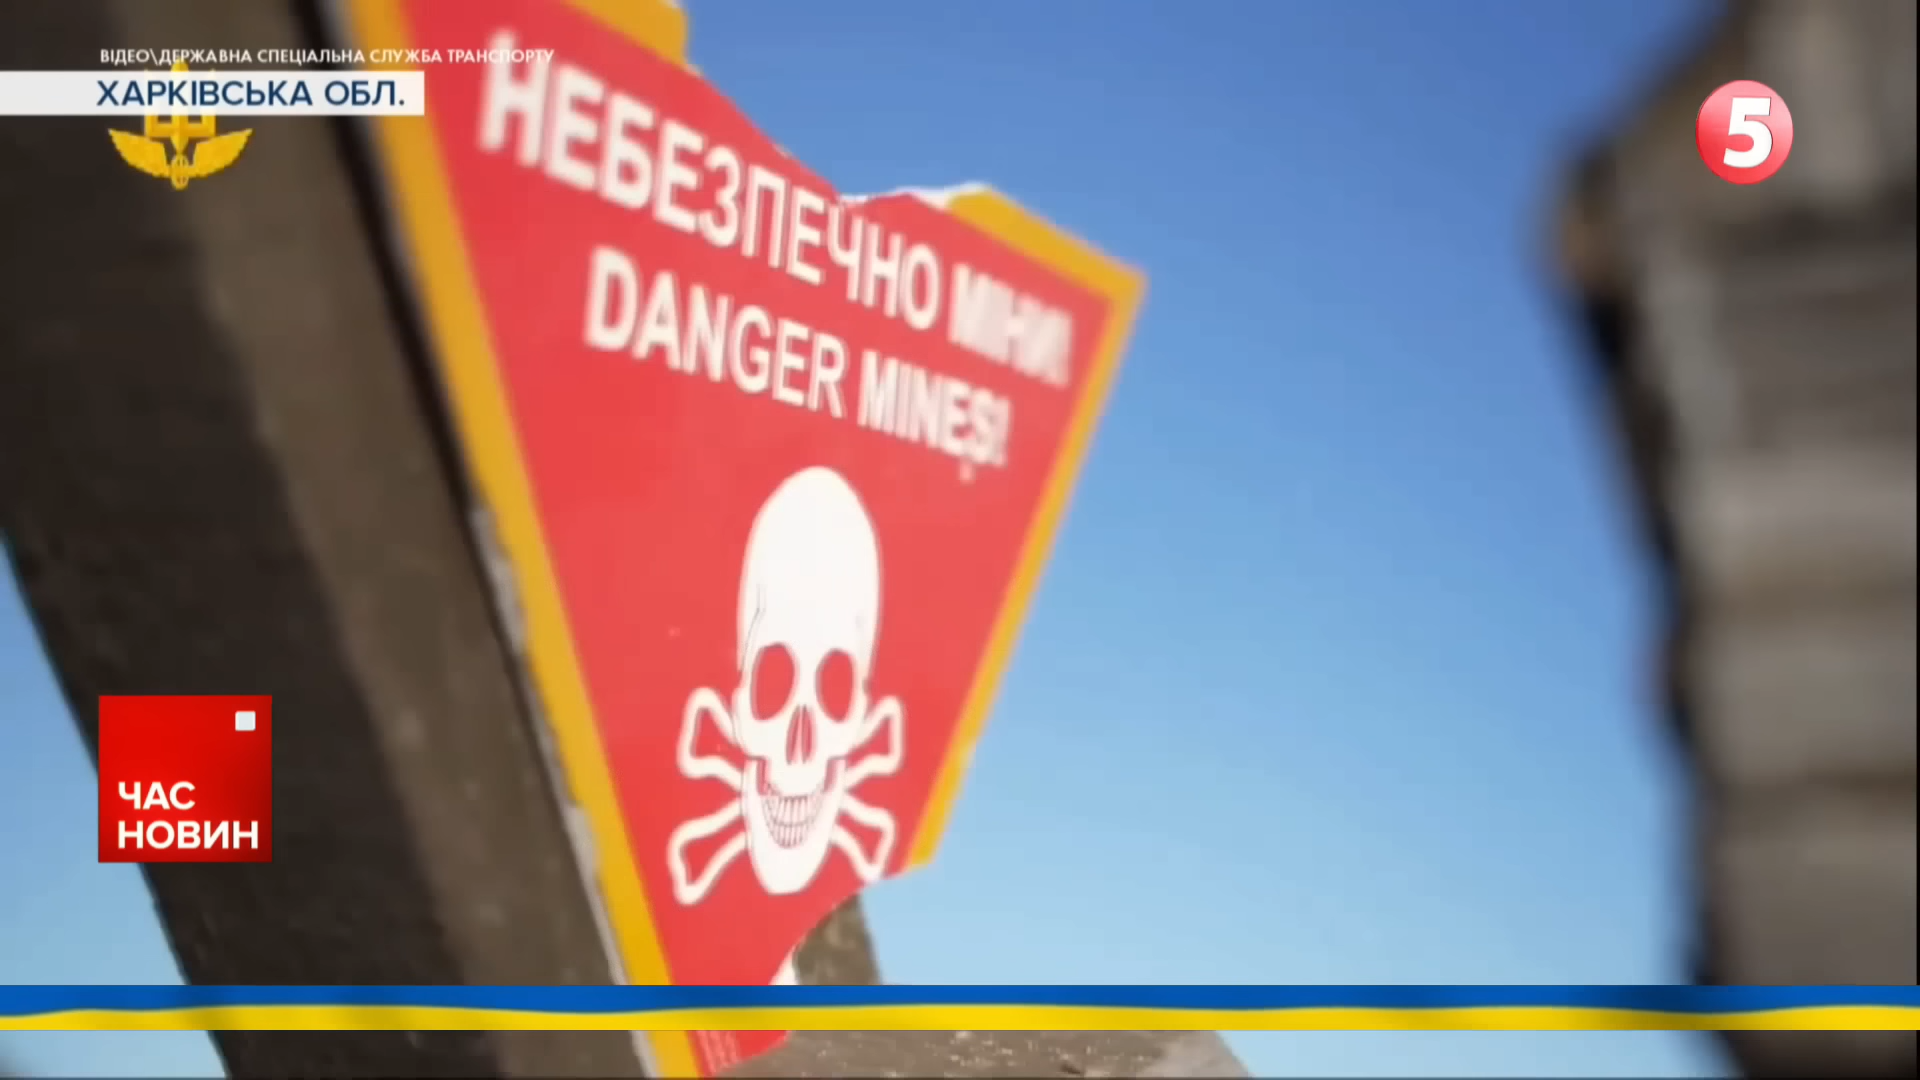 ВІДЕО\ДЕРЖАВНА СПЕЦІАЛЬНА СЛУЖБА ТРАНСПОРТУ
ХАРКІВСЬКА ОБЛ.
5
НЕБЕЗПЕЧНО МІНИ!
DANGER MINES!
ЧАС
НОВИН